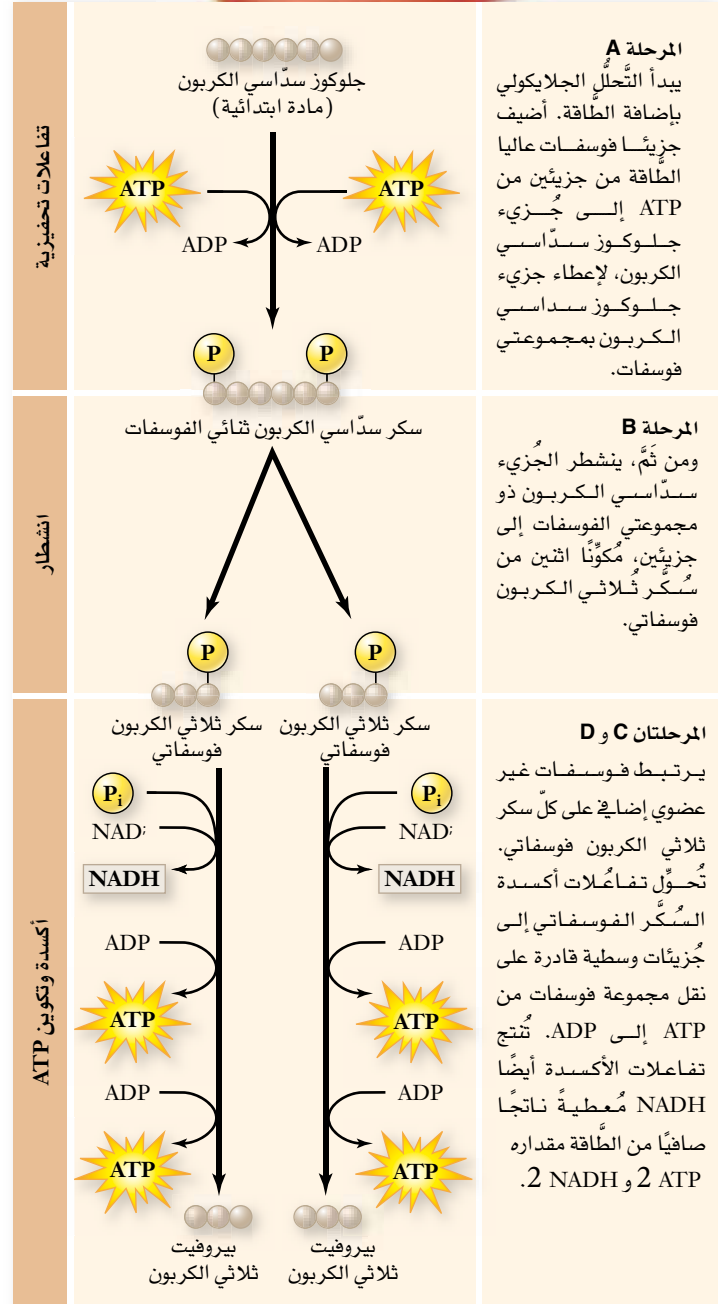 المرحلة A
يبدأ التَّحلُّل الجلايكولي
بإضافة الطَّاقة. أضيف
جزيئـا فوسفـات عاليا
الطَّاقة من جزيئين من
ATP إلى جُزيء
جلوكوز سدّاسي
الكربون، لإعطاء جزيء
جلوكوز سداسي
الكربون بمجموعتي
فوسفات.
تفاعلات تحفيزية
جلوكوز سدّاسي الكربون
(مادة ابتدائية)
ATP
ATP
ADP
ADP
P
P
سكر سدّاسي الكربون ثنائي الفوسفات
المرحلة B
ومن ثَمَّ، ينشطر الجُزيء
سدّاسي الكربون ذو
مجموعتي الفوسفات إلى
جزيئين، مُكوِّنًا اثنين من
سُكَّر ثُلاثي الكربون
فوسفاتي.
انشطار
P
P
سكر ثلاثي الكربون
فوسفاتي
سكر ثلاثي الكربون
فوسفاتي
المرحلتان C و D
يرتبط فوسفات غير
عضوي إضافي على كلّ سكر
ثلاثي الكربون فوسفاتي.
تُحوِّل تفاعُلات أكسدة
السُكَّر الفوسفاتي إلى
جُزيئات وسطية قادرة على
نقل مجموعة فوسفات من
ATP إلى ADP. تُنتج
تفاعلات الأكسدة أيضًا
NADH مُعطيةً ناتجًا
صافيًا من الطَّاقة مقداره
2 ATP و 2 NADH.
أكسدة وتكوين ATP
Pi
Pi
NAD
NAD
NADH
NADH
ADP
ADP
ATP
ATP
ADP
ADP
ATP
ATP
بيروفيت
ثلاثي الكربون
بيروفيت
ثلاثي الكربون